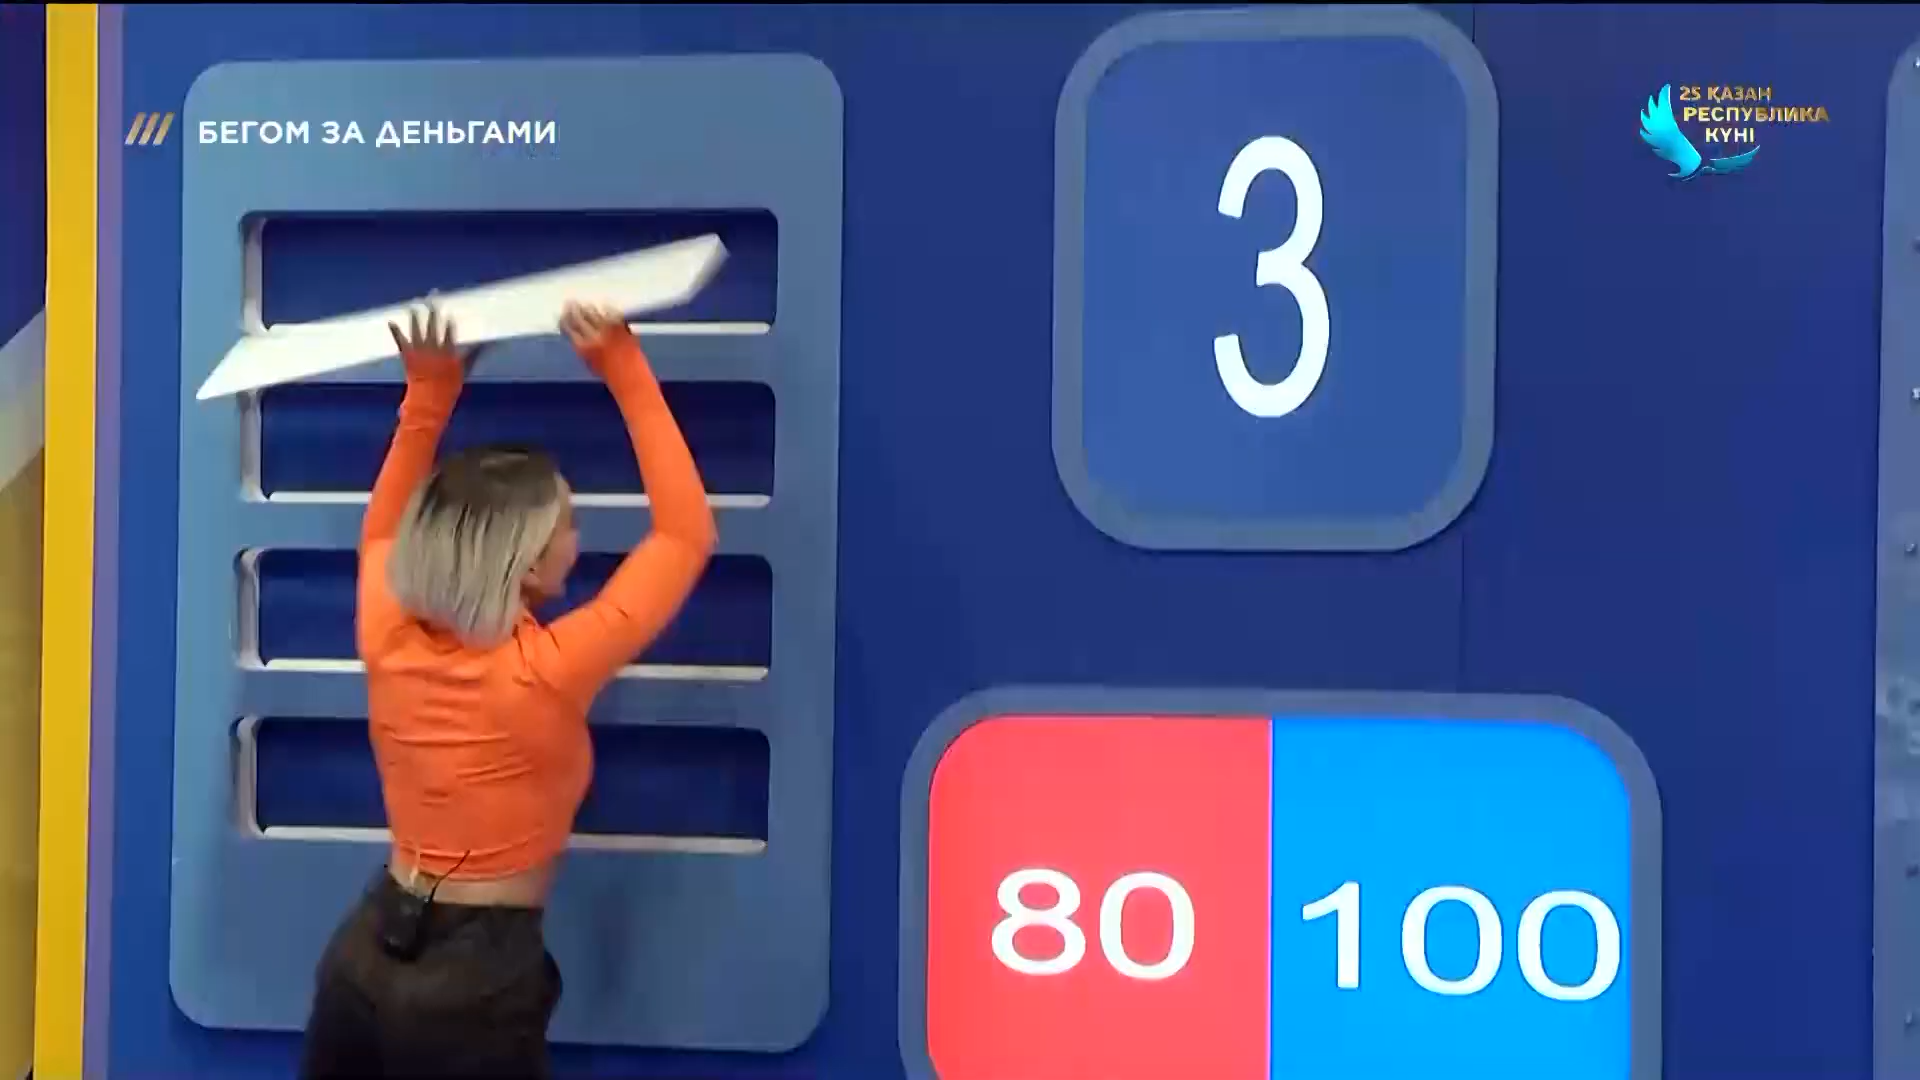 БЕГОМ ЗА ДЕНЬГАМИ
25 ҚАЗАН
РЕСПУБЛИКА
КҮНІ
3
80 100